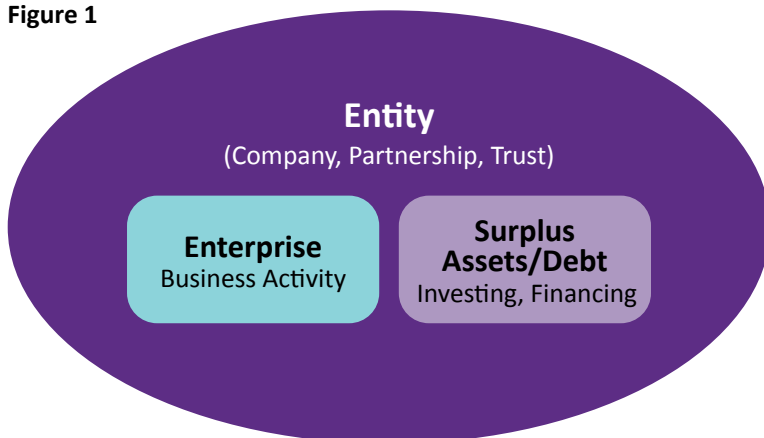 Figure 1
Entity
(Company, Partnership, Trust)
Enterprise
Business Activity
Surplus
Assets/Debt
Investing, Financing